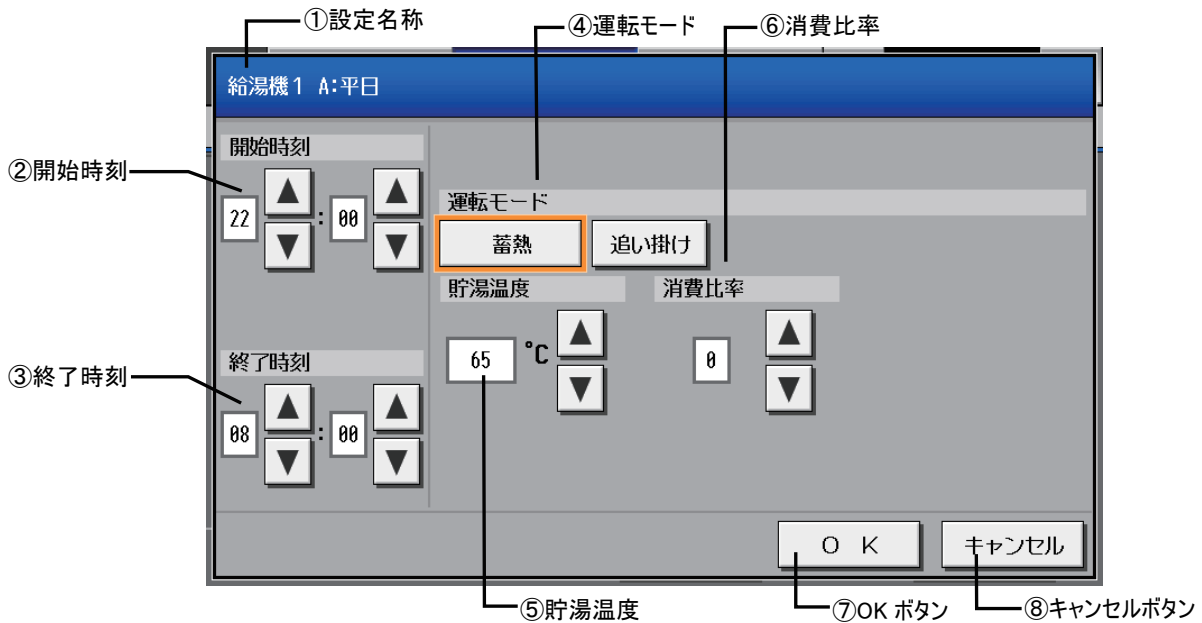 ①設定名称
④運転モード
⑥消費比率
給湯機1 A:平日
開始時刻
②開始時刻
22 ▲ ▼ : 00 ▲ ▼
運転モード
蓄熱 追い掛け
貯湯温度 消費比率
65 ℃ ▲ ▼ 0 ▲ ▼
終了時刻
③終了時刻
08 ▲ ▼ : 00 ▲ ▼
OK キャンセル
⑤貯湯温度
⑦OK ボタン
⑧キャンセルボタン